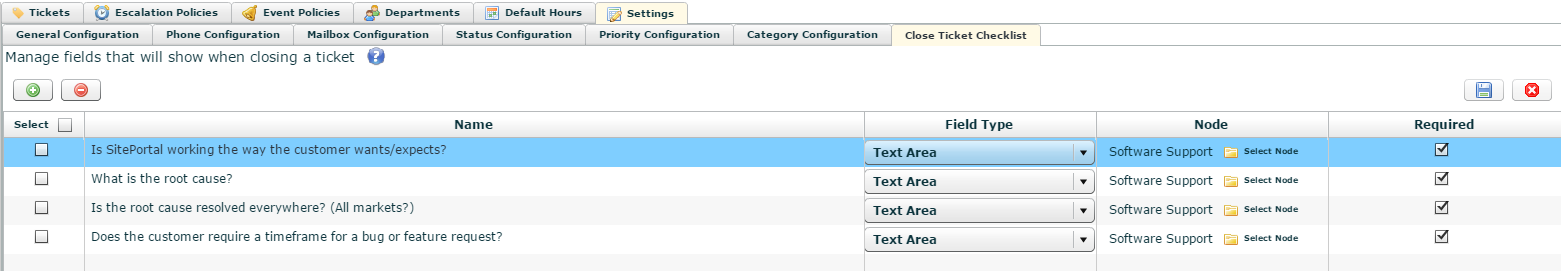 Tickets Escalation Policies Event Policies Departments Default Hours Settings
General Configuration Phone Configuration Mailbox Configuration Status Configuration Priority Configuration Category Configuration Close Ticket Checklist
Manage fields that will show when closing a ticket ?
Select Name Field Type Node Required
Is SitePortal working the way the customer wants/expects? Text Area Software Support Select Node
What is the root cause? Text Area Software Support Select Node
Is the root cause resolved everywhere? (All markets?) Text Area Software Support Select Node
Does the customer require a timeframe for a bug or feature request? Text Area Software Support Select Node